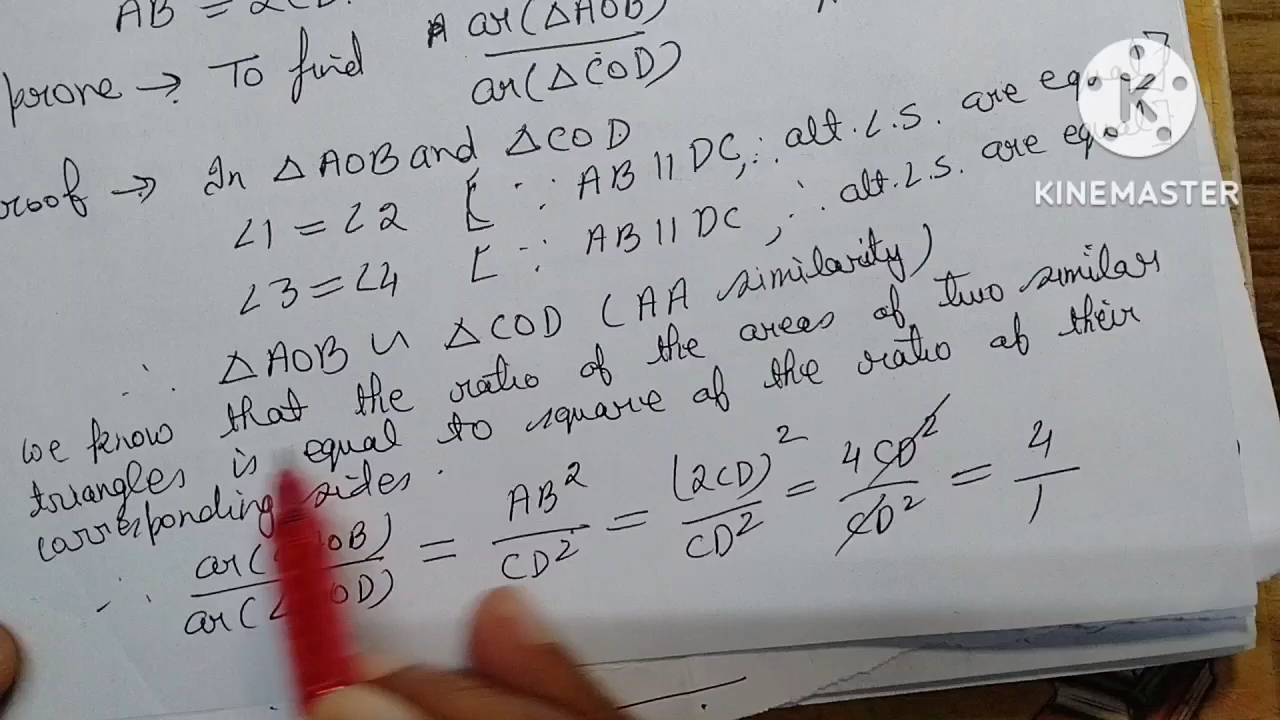 AB = 2CD.
prove → To find ar(△AOB) / ar(△COD)
roof → In △AOB and △COD
∠1 = ∠2 [∵ AB || DC, ∴ alt. ∠.S. are equal]
∠3 = ∠4 [∵ AB || DC, ∴ alt. ∠.S. are equal]
∴ △AOB ∽ △COD (AA similarity)
we know that the ratio of the areas of two similar
triangles is equal to square of the ratio of their
corresponding sides.
∴ ar(△AOB) / ar(△COD) = AB² / CD² = (2CD)² / CD² = 4CD² / CD² = 4 / 1
K
KINEMASTER